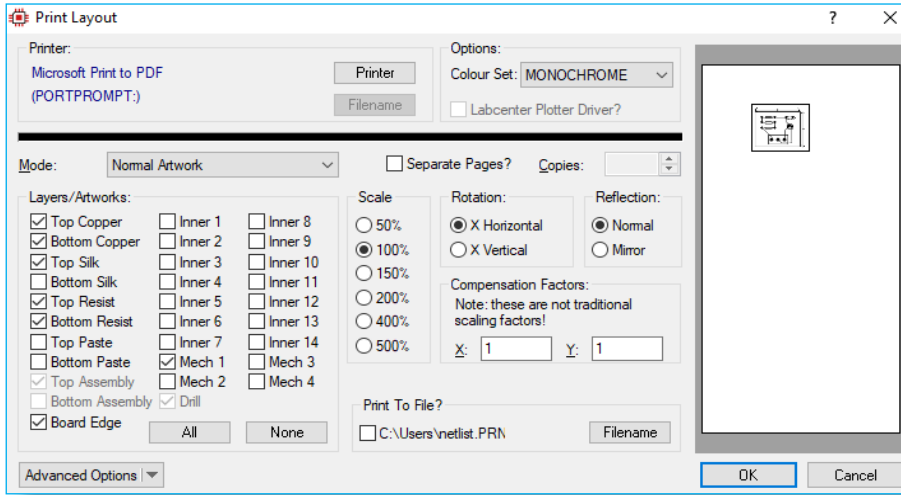 Print Layout
?
Printer:
Microsoft Print to PDF
(PORTPROMPT:)
Printer
Filename
Options:
Colour Set: MONOCHROME
Labcenter Plotter Driver?
Mode: Normal Artwork
Separate Pages? Copies:
Layers/Artworks:
Top Copper Inner 1 Inner 8
Bottom Copper Inner 2 Inner 9
Top Silk Inner 3 Inner 10
Bottom Silk Inner 4 Inner 11
Top Resist Inner 5 Inner 12
Bottom Resist Inner 6 Inner 13
Top Paste Inner 7 Inner 14
Bottom Paste Mech 1 Mech 3
Top Assembly Mech 2 Mech 4
Bottom Assembly Drill
Board Edge All None
Scale
50%
100%
150%
200%
400%
500%
Rotation:
X Horizontal
X Vertical
Reflection:
Normal
Mirror
Compensation Factors:
Note: these are not traditional
scaling factors!
X: 1 Y: 1
Print To File?
C:\Users\netlist.PRN
Filename
Advanced Options
OK Cancel